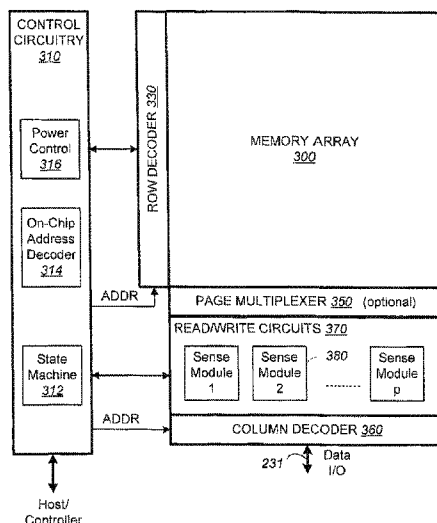 CONTROL
CIRCUITRY
310
Power
Control
316
On-Chip
Address
Decoder
314
State
Machine
312
Host/
Controller
ADDR
ADDR
ROW DECODER 330
MEMORY ARRAY
300
PAGE MULTIPLEXER 350 (optional)
READ/WRITE CIRCUITS 370
Sense
Module
1
Sense
Module
2
380
Sense
Module
p
COLUMN DECODER 360
231
Data
I/O